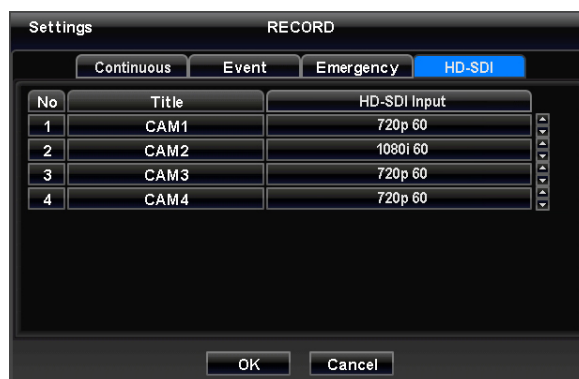 Settings RECORD
Continuous Event Emergency HD-SDI
No Title HD-SDI Input
1 CAM1 720p 60
2 CAM2 1080i 60
3 CAM3 720p 60
4 CAM4 720p 60
OK Cancel